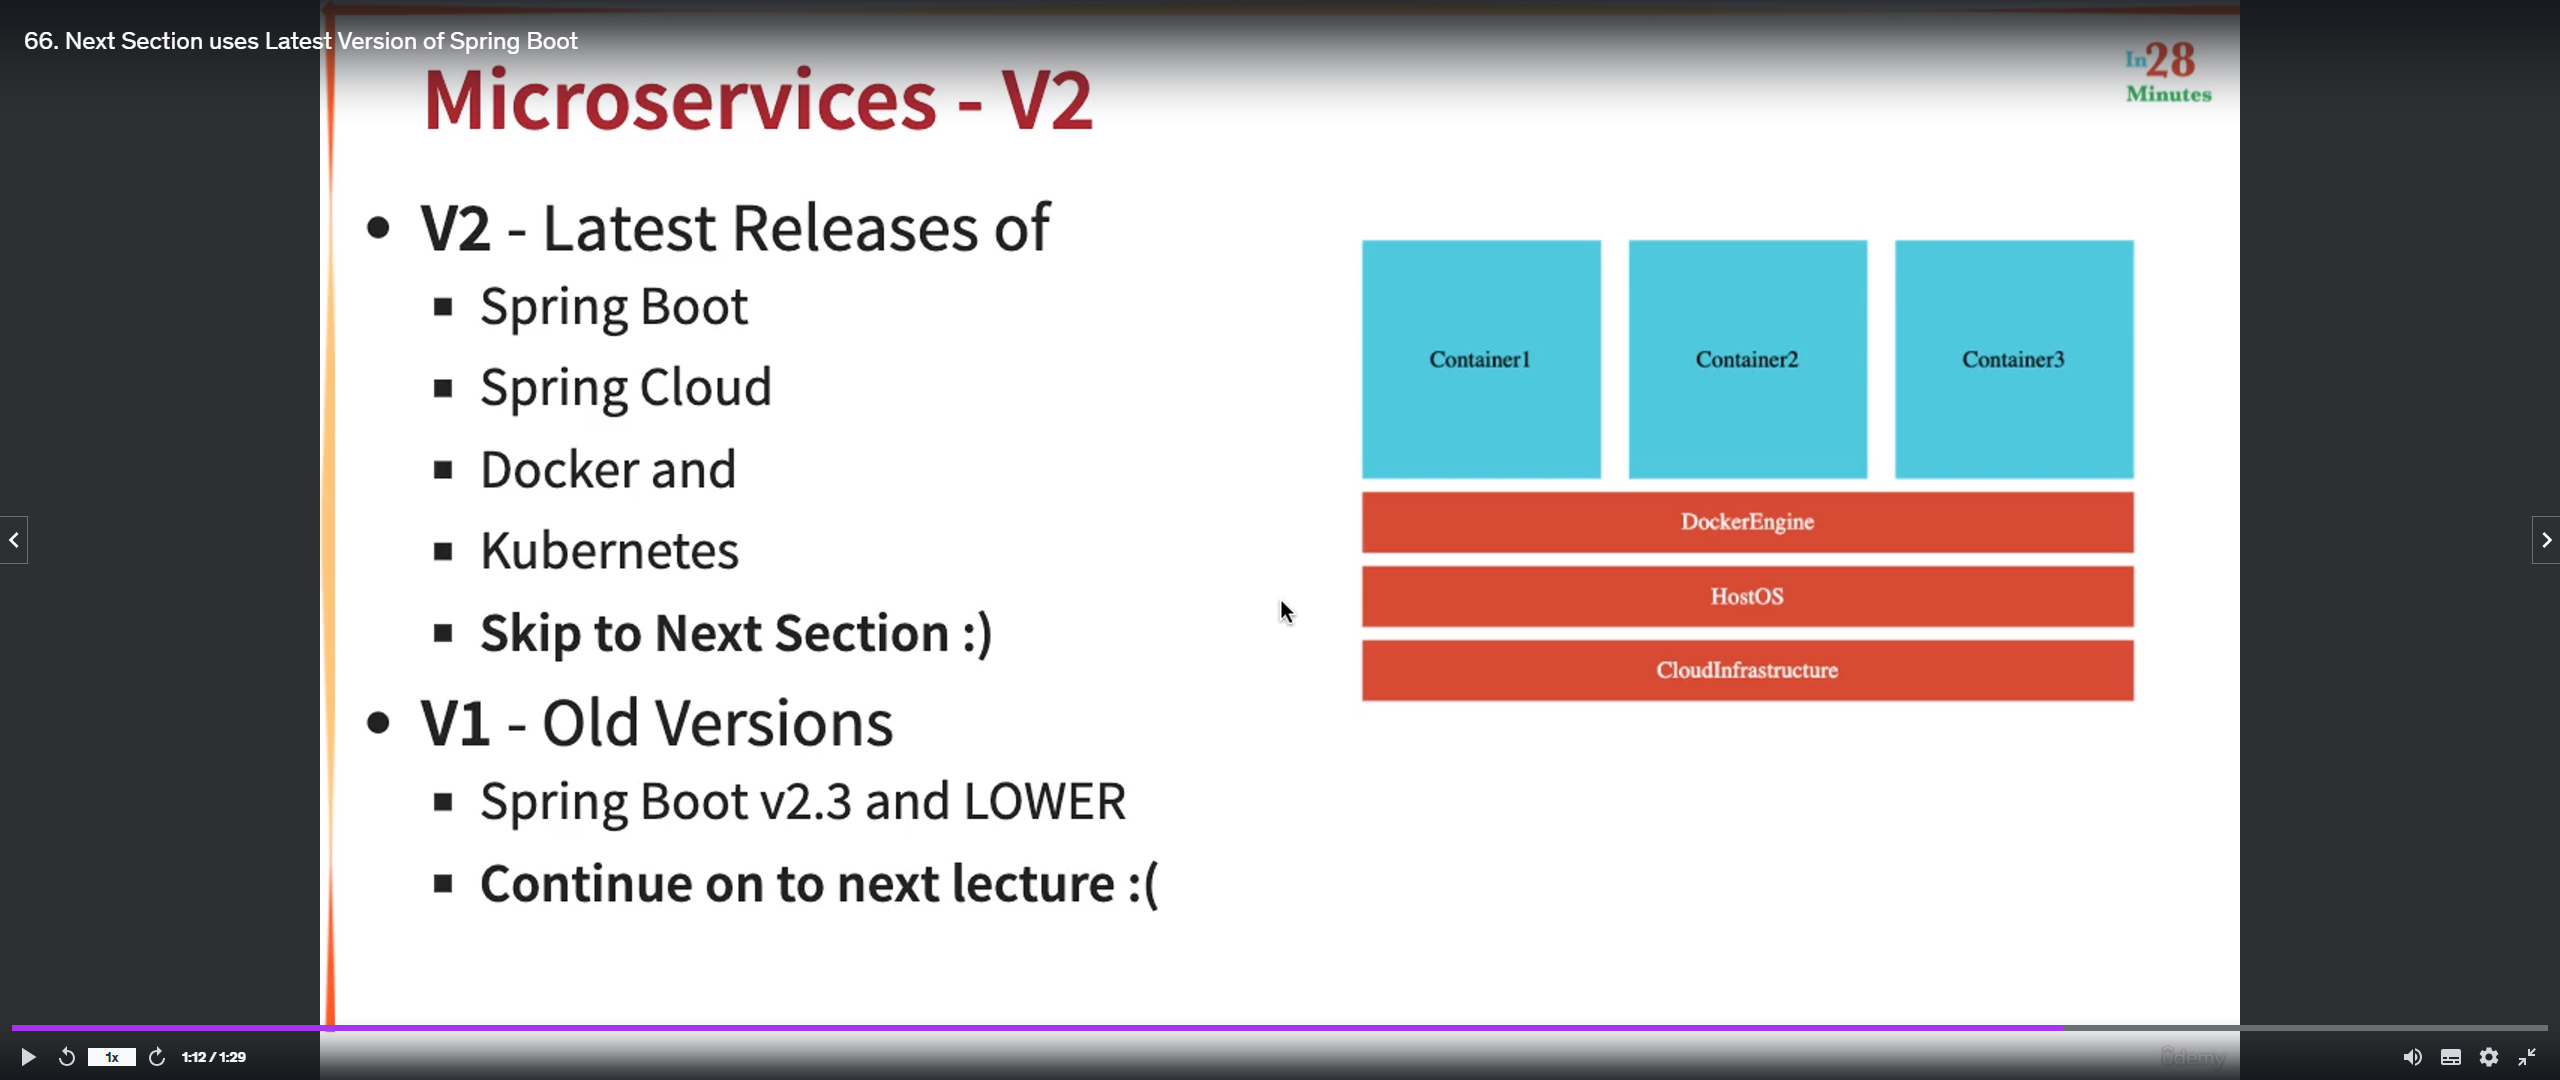 66. Next Section uses Latest Version of Spring Boot
In28
Minutes
Microservices - V2
V2 - Latest Releases of
Spring Boot
Spring Cloud
Docker and
Kubernetes
Skip to Next Section :)
V1 - Old Versions
Spring Boot v2.3 and LOWER
Continue on to next lecture :(
Container1
Container2
Container3
DockerEngine
HostOS
CloudInfrastructure
1x
1:12 / 1:29
ûdemy